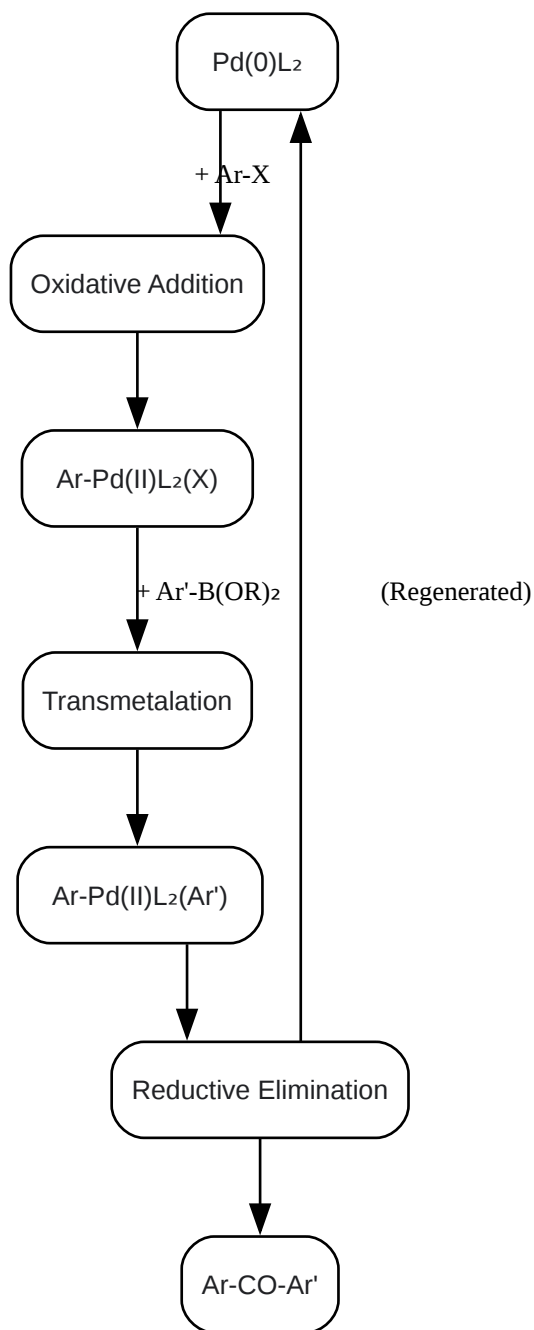 Pd(0)L₂
+ Ar-X
Oxidative Addition
Ar-Pd(II)L₂(X)
+ Ar'-B(OR)₂
(Regenerated)
Transmetalation
Ar-Pd(II)L₂(Ar')
Reductive Elimination
Ar-CO-Ar'